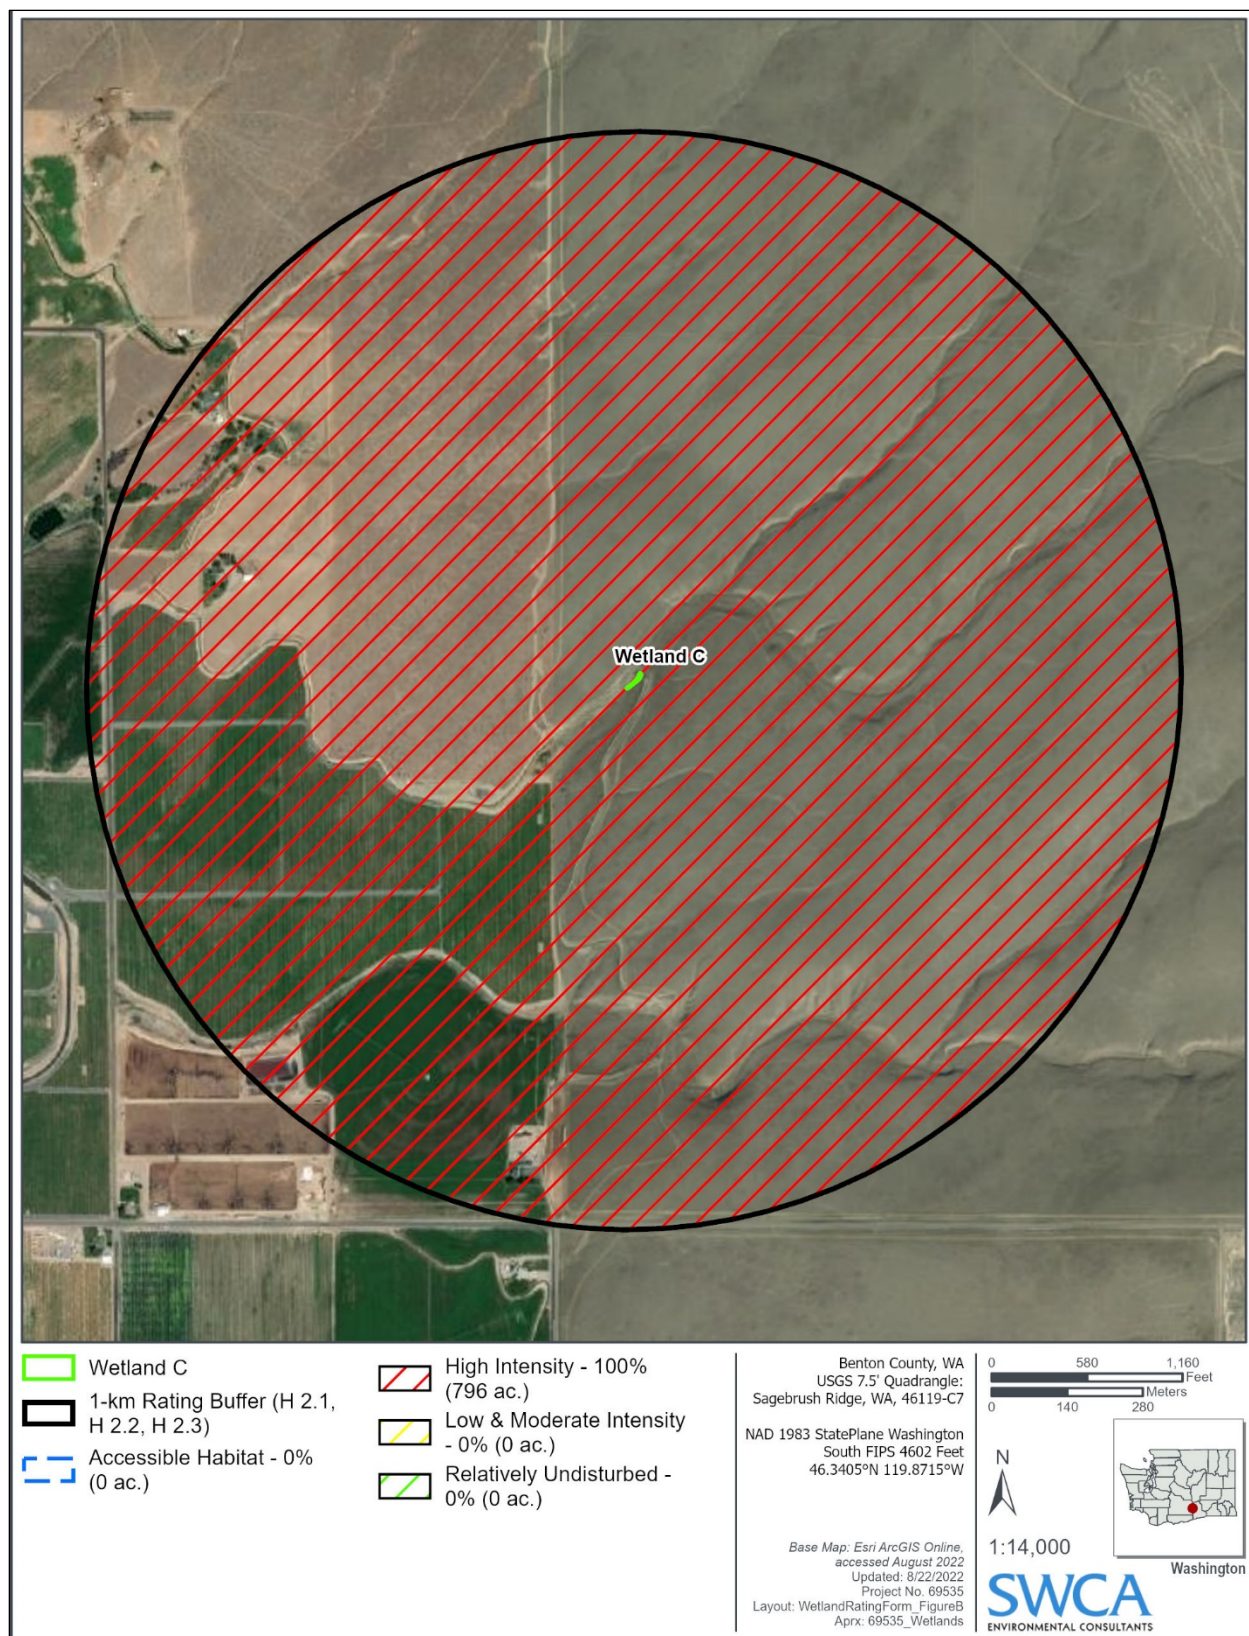 Wetland C
Wetland C
1-km Rating Buffer (H 2.1,
H 2.2, H 2.3)
Accessible Habitat - 0%
(0 ac.)
High Intensity - 100%
(796 ac.)
Low & Moderate Intensity
- 0% (0 ac.)
Relatively Undisturbed -
0% (0 ac.)
Benton County, WA
USGS 7.5' Quadrangle:
Sagebrush Ridge, WA, 46119-C7
NAD 1983 StatePlane Washington
South FIPS 4602 Feet
46.3405°N 119.8715°W
Base Map: Esri ArcGIS Online,
accessed August 2022
Updated: 8/22/2022
Project No. 69535
Layout: WetlandRatingForm_FigureB
Aprx: 69535_Wetlands
0 580 1,160
Feet
Meters
0 140 280
N
1:14,000
Washington
SWCA
ENVIRONMENTAL CONSULTANTS